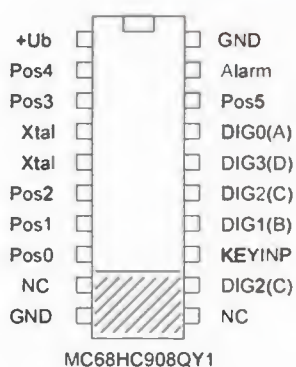 +Ub GND
Pos4 Alarm
Pos3 Pos5
Xtal DIG0(A)
Xtal DIG3(D)
Pos2 DIG2(C)
Pos1 DIG1(B)
Pos0 KEYINP
NC DIG2(C)
GND NC
MC68HC908QY1